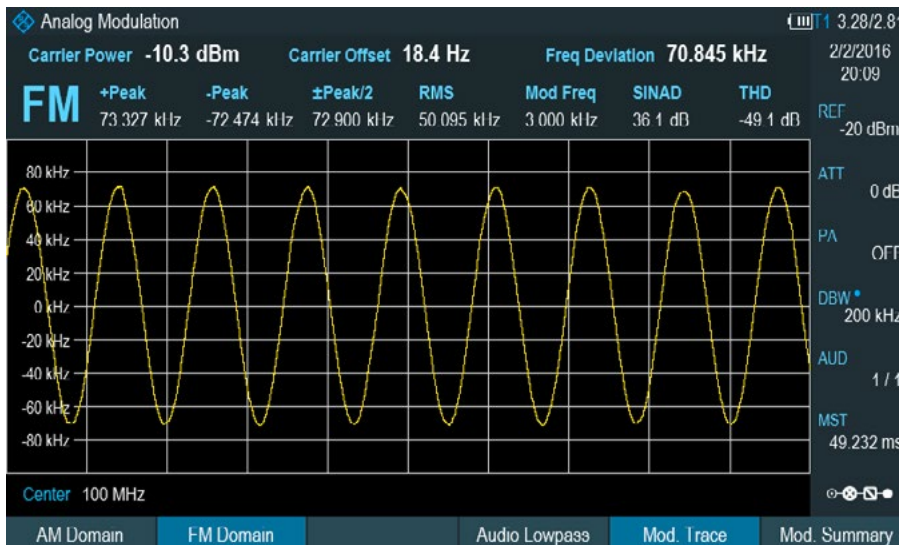 Analog Modulation T1 3.28/2.81
Carrier Power -10.3 dBm Carrier Offset 18.4 Hz Freq Deviation 70.845 kHz
2/2/2016
20:09
FM
+Peak -Peak ±Peak/2 RMS Mod Freq SINAD THD
73.327 kHz -72.474 kHz 72.900 kHz 50.095 kHz 3.000 kHz 36.1 dB -49.1 dB
REF
-20 dBm
ATT
0 dB
PA
OFF
DBW
200 kHz
AUD
1 / 1
MST
49.232 ms
80 kHz
60 kHz
40 kHz
20 kHz
0 kHz
-20 kHz
-40 kHz
-60 kHz
-80 kHz
Center 100 MHz
AM Domain FM Domain Audio Lowpass Mod. Trace Mod. Summary